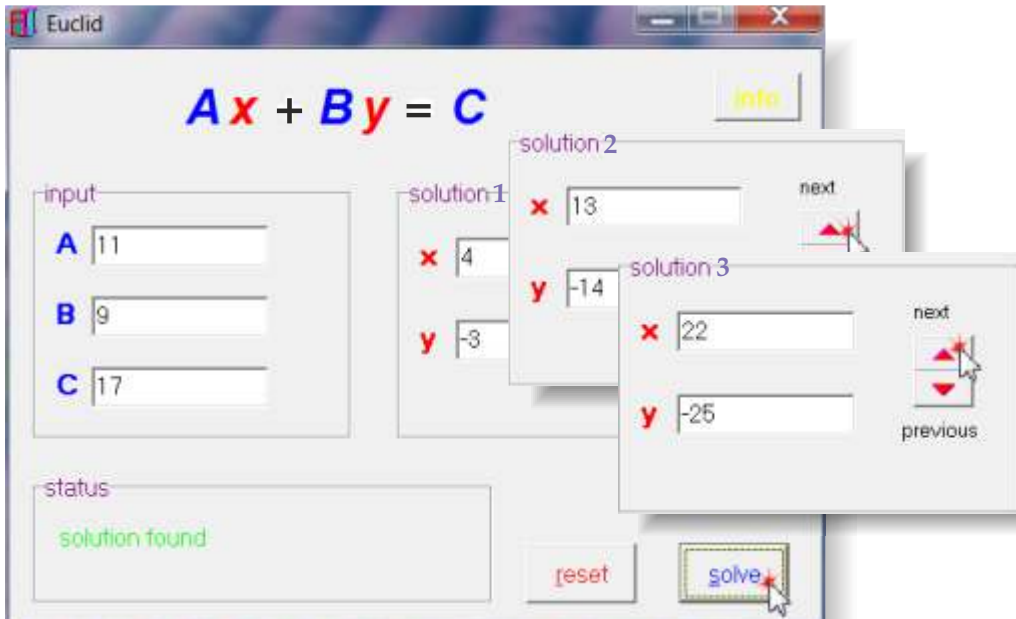 Euclid
Ax + By = C
info
input
A 11
B 9
C 17
solution 1
x 4
y -3
solution 2
x 13
y -14
next
solution 3
x 22
y -25
next
previous
status
solution found
reset
solve